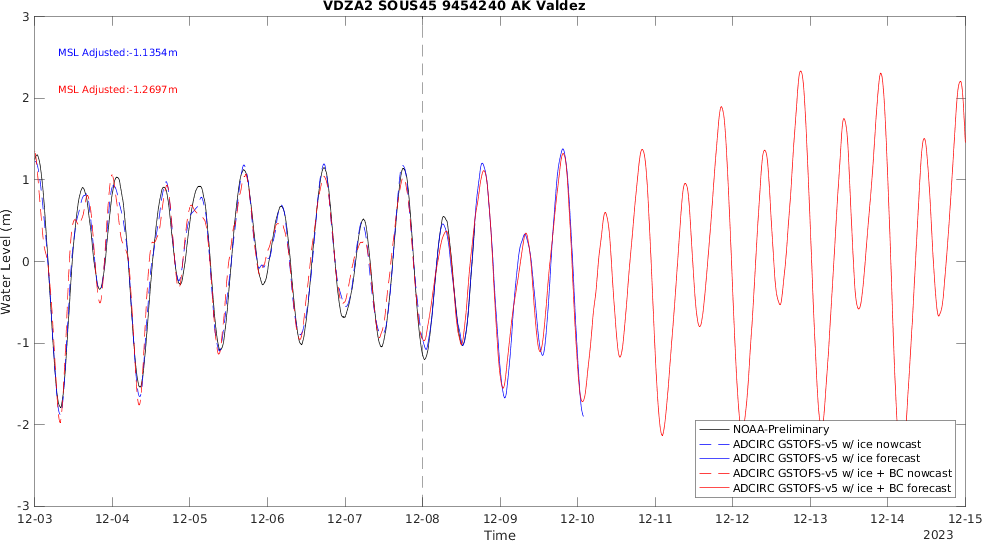 VDZA2 SOUS45 9454240 AK Valdez
MSL Adjusted:-1.1354m
MSL Adjusted:-1.2697m
3
2
1
0
-1
-2
-3
Water Level (m)
NOAA-Preliminary
ADCIRC GSTOFS-v5 w/ ice nowcast
ADCIRC GSTOFS-v5 w/ ice forecast
ADCIRC GSTOFS-v5 w/ ice + BC nowcast
ADCIRC GSTOFS-v5 w/ ice + BC forecast
12-03 12-04 12-05 12-06 12-07 12-08 12-09 12-10 12-11 12-12 12-13 12-14 12-15
Time
2023